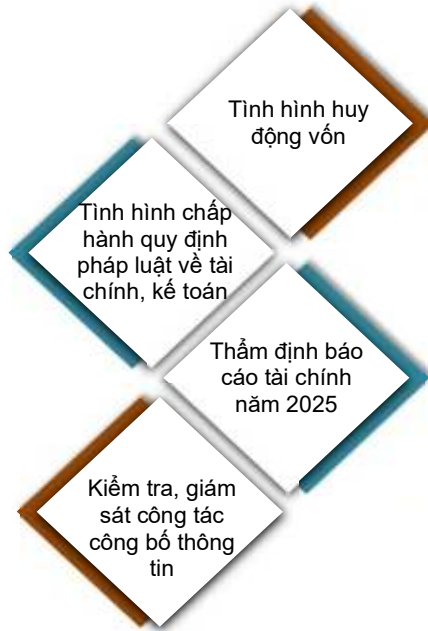 Tình hình huy
động vốn
Tình hình chấp
hành quy định
pháp luật về tài
chính, kế toán
Thẩm định báo
cáo tài chính
năm 2025
Kiểm tra, giám
sát công tác
công bố thông
tin